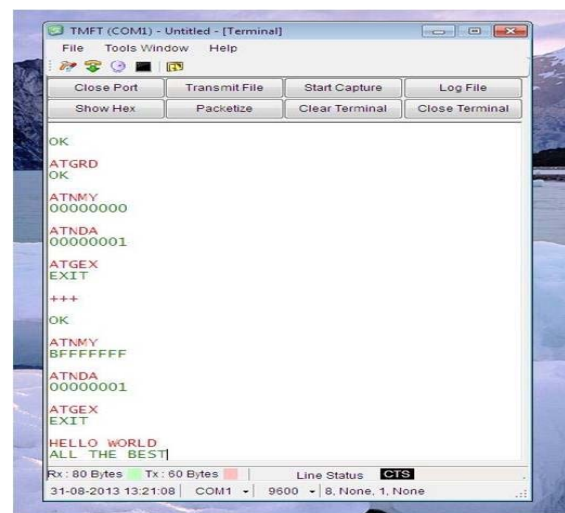 TMFT (COM1) - Untitled - [Terminal]
File Tools Window Help
Close Port Transmit File Start Capture Log File
Show Hex Packetize Clear Terminal Close Terminal
OK
ATGRD
OK
ATNMY
00000000
ATNDA
00000001
ATGEX
EXIT
+++
OK
ATNMY
BFFFFFFF
ATNDA
00000001
ATGEX
EXIT
HELLO WORLD
ALL THE BEST
Rx : 80 Bytes Tx : 60 Bytes Line Status CTS
31-08-2013 13:21:08 COM1 9600 8, None, 1, None